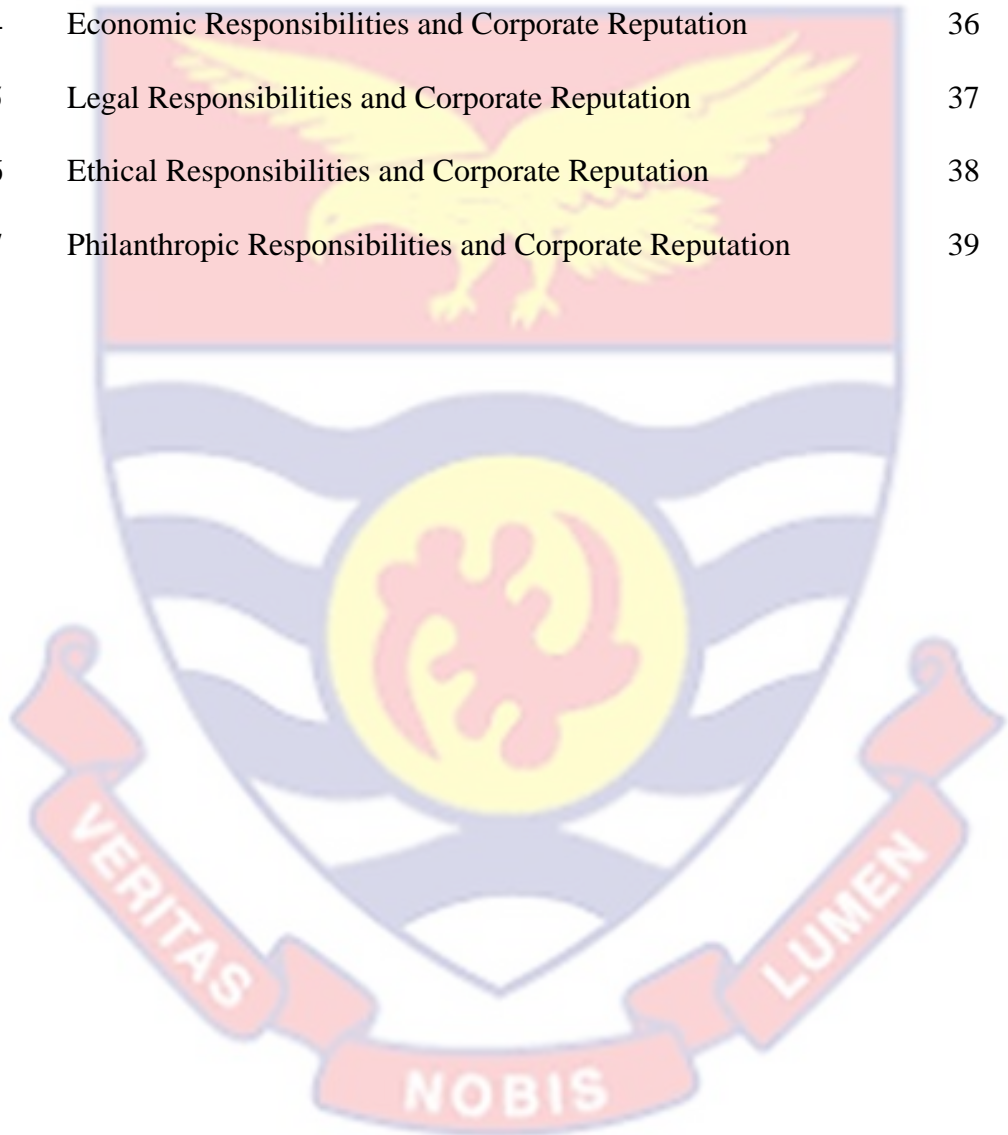 Economic Responsibilities and Corporate Reputation 36
Legal Responsibilities and Corporate Reputation 37
Ethical Responsibilities and Corporate Reputation 38
Philanthropic Responsibilities and Corporate Reputation 39
VERITAS
NOBIS
LUMEN